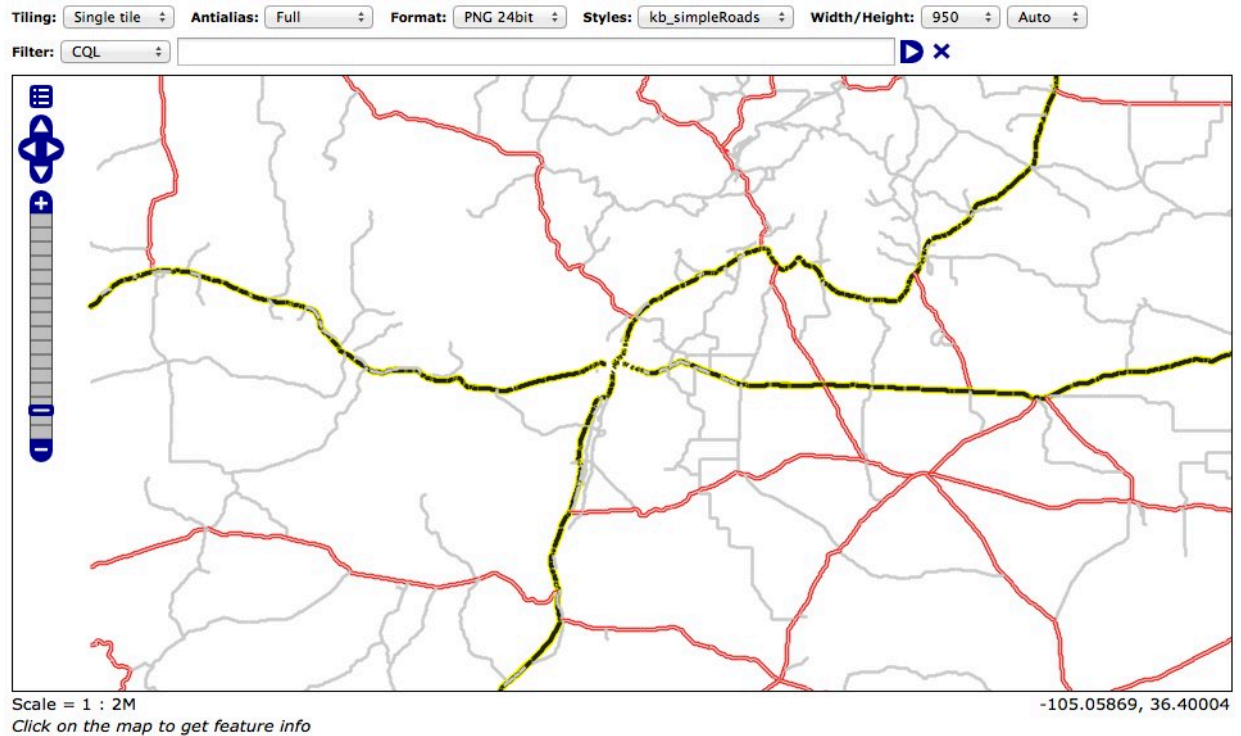 Tiling: Single tile Antialias: Full Format: PNG 24bit Styles: kb_simpleRoads Width/Height: 950 Auto
Filter: CQL
Scale = 1 : 2M -105.05869, 36.40004
Click on the map to get feature info